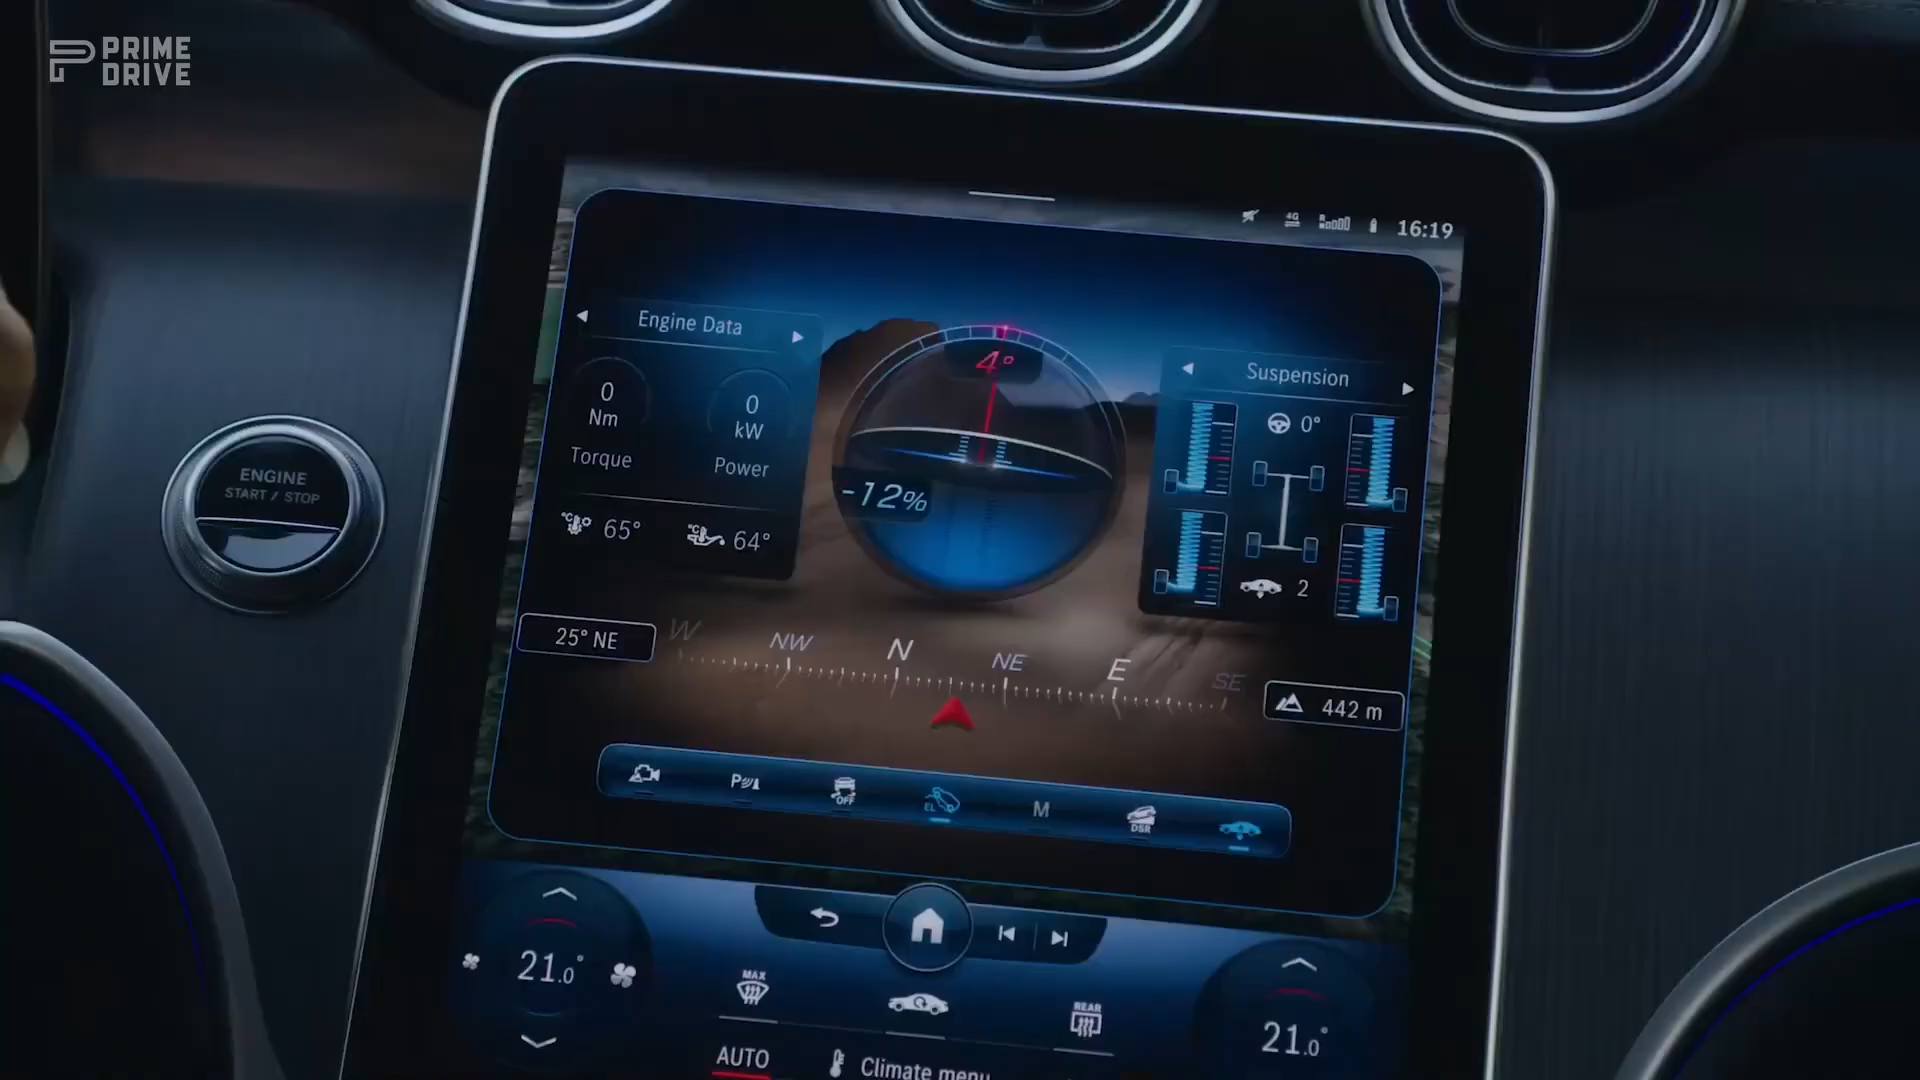 PRIME
DRIVE
4G
16:19
Engine Data
4°
Suspension
0
Nm
0
kW
0°
Torque
Power
ENGINE
START / STOP
-12%
°C 65°
°C 64°
2
25° NE
W NW N NE E SE
442 m
P
OFF
EL
M
DSR
21.0°
MAX
REAR
21.0°
AUTO
Climate menu